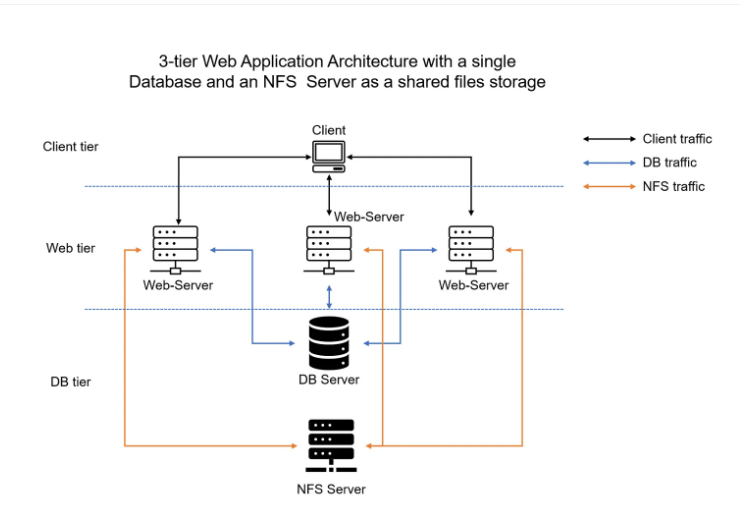 3-tier Web Application Architecture with a single
Database and an NFS Server as a shared files storage
Client
Client tier
Client traffic
DB traffic
NFS traffic
Web-Server
Web tier
Web-Server
Web-Server
DB tier
DB Server
NFS Server